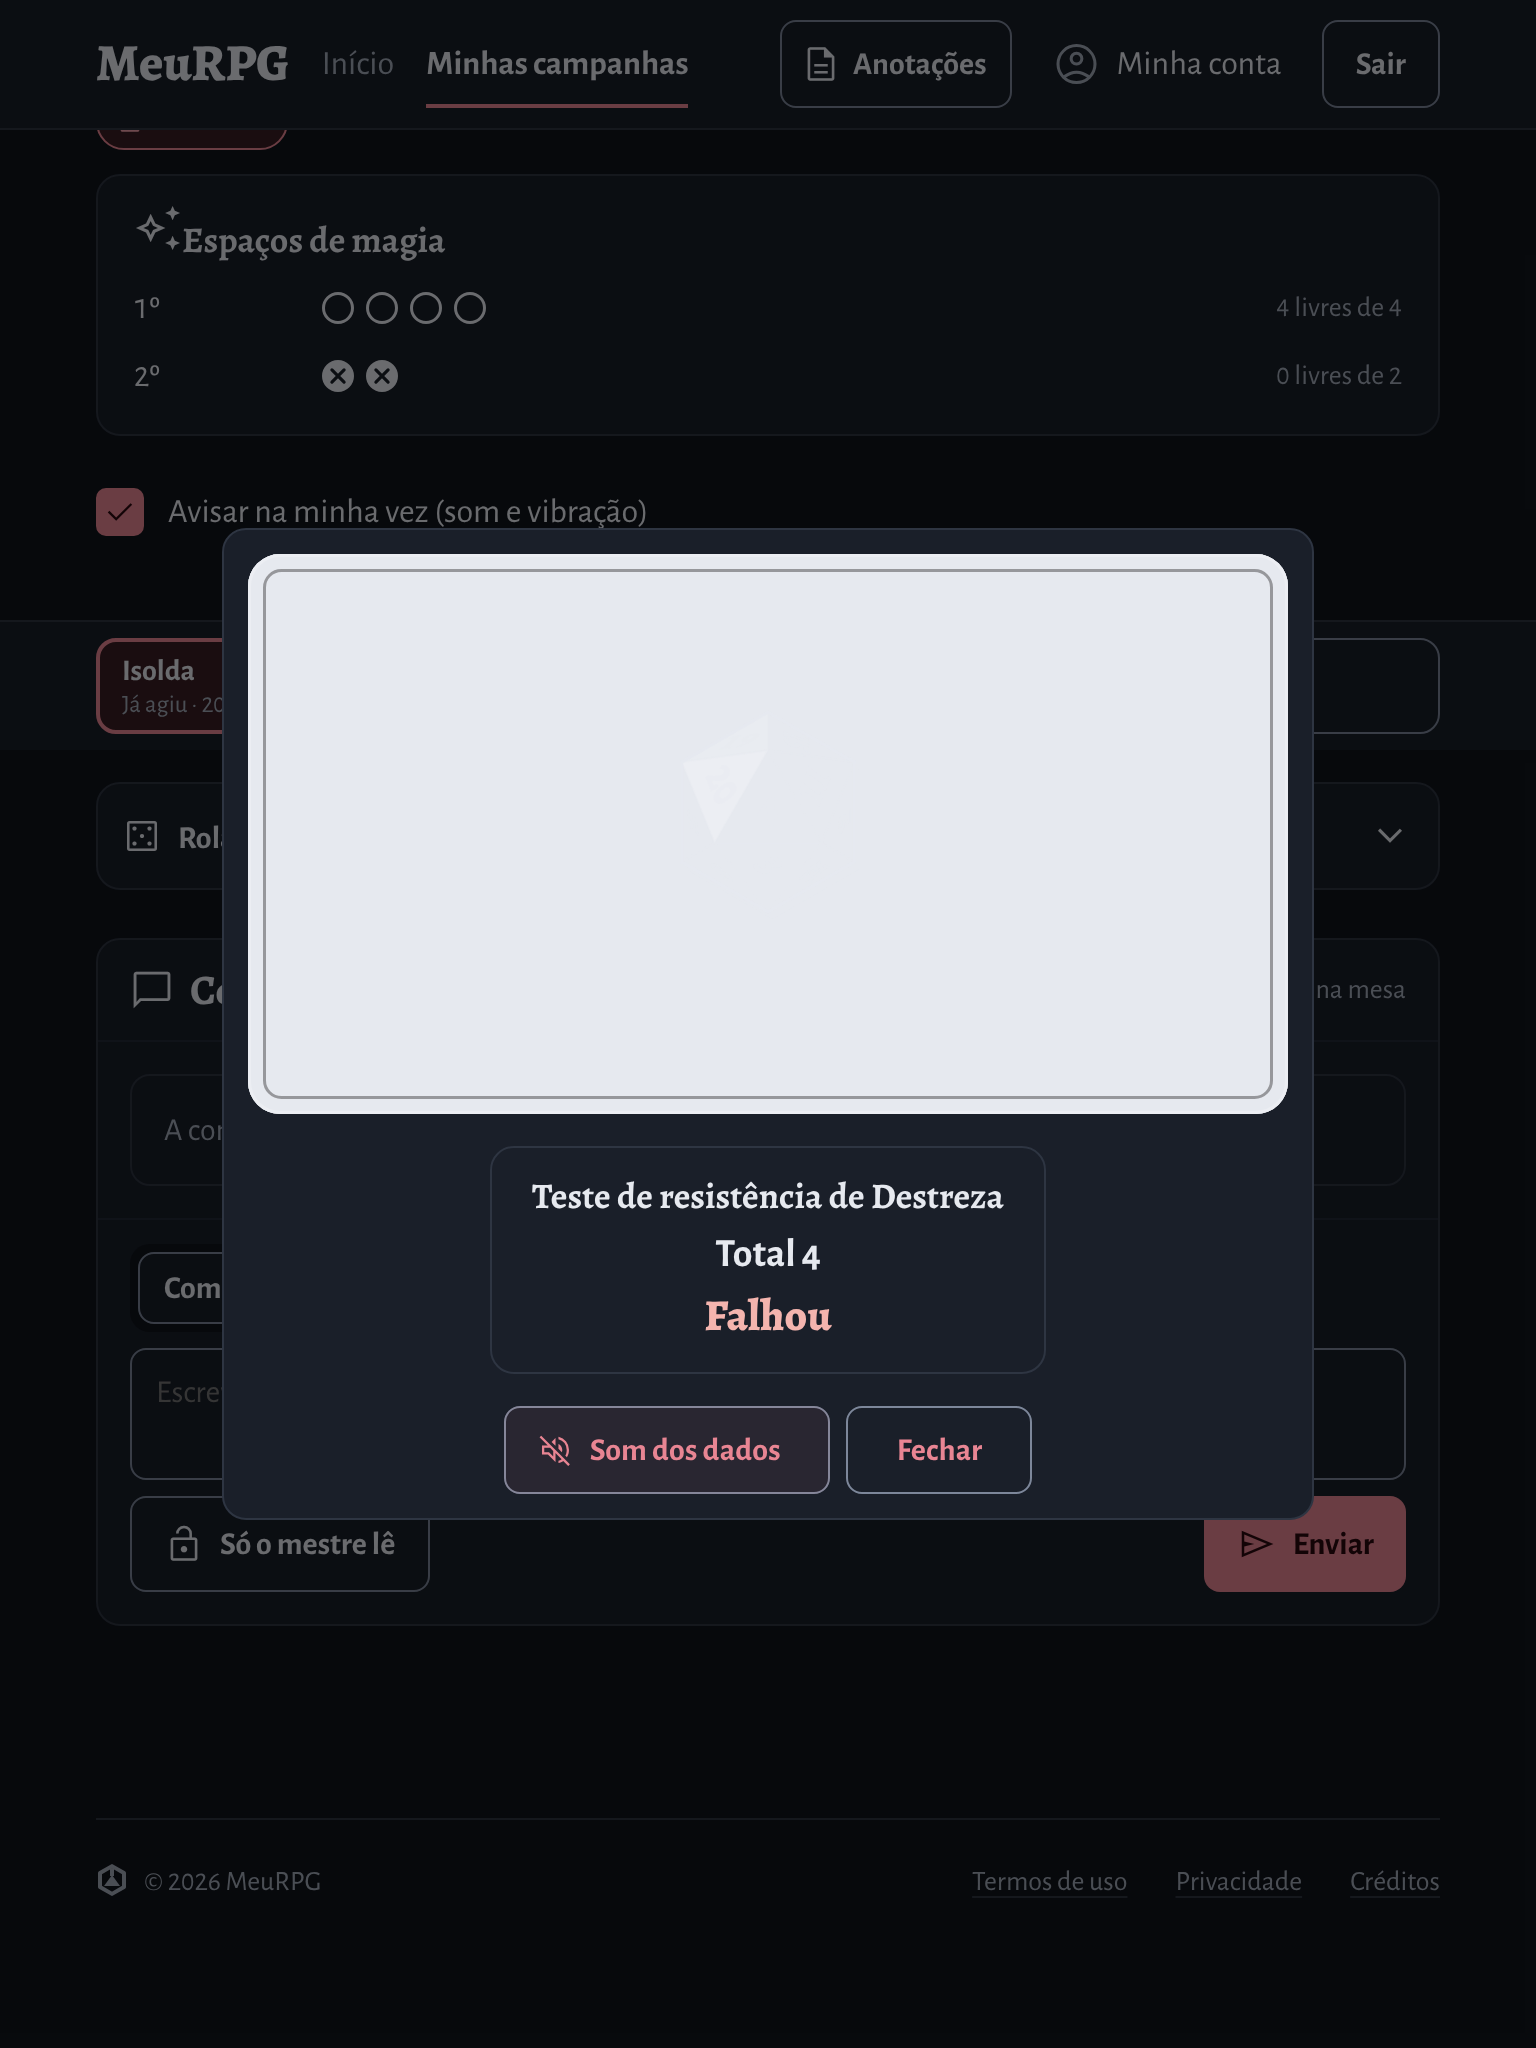 MeuRPG Início Minhas campanhas Anotações Minha conta Sair
Espaços de magia
1º 4 livres de 4
2º 0 livres de 2
Avisar na minha vez (som e vibração)
Isolda
Já agiu · 20
Rol
na mesa
A cor
Teste de resistência de Destreza
Total 4
Falhou
Com
Escre
Som dos dados Fechar
Só o mestre lê Enviar
© 2026 MeuRPG Termos de uso Privacidade Créditos